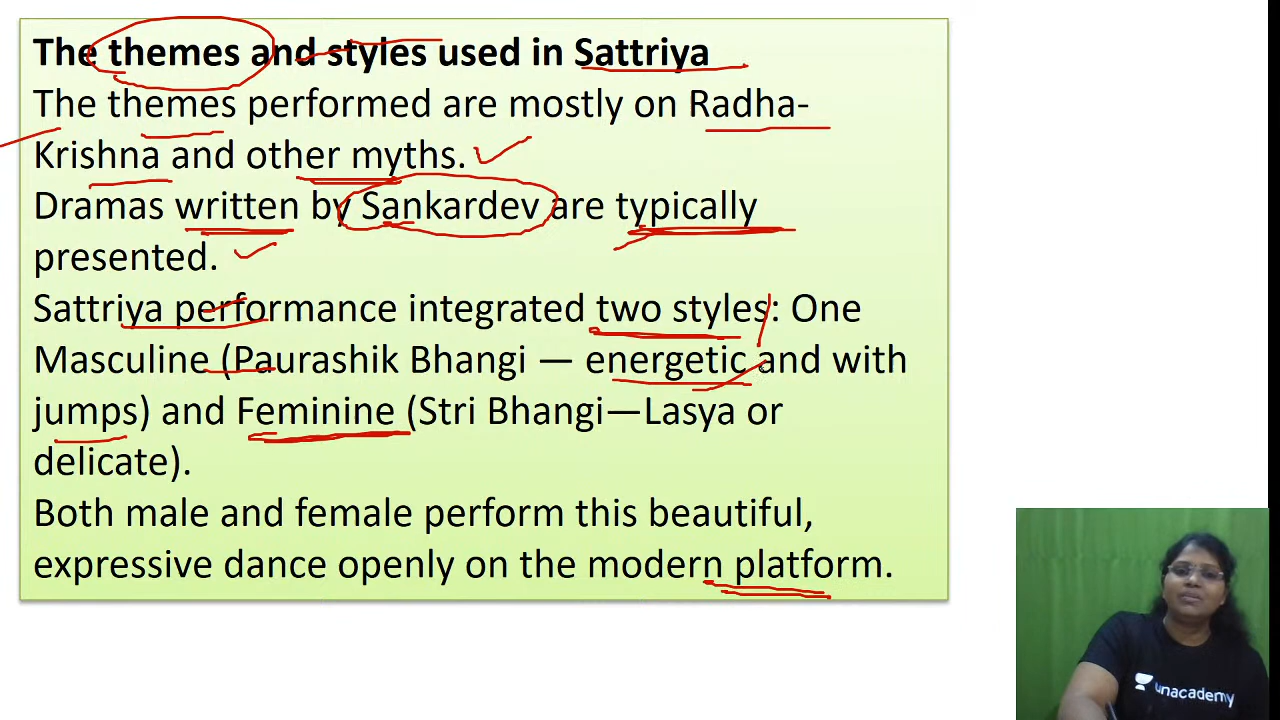 The themes and styles used in Sattriya
The themes performed are mostly on Radha-
Krishna and other myths.
Dramas written by Sankardev are typically
presented.
Sattriya performance integrated two styles: One
Masculine (Paurashik Bhangi — energetic and with
jumps) and Feminine (Stri Bhangi—Lasya or
delicate).
Both male and female perform this beautiful,
expressive dance openly on the modern platform.
unacademy